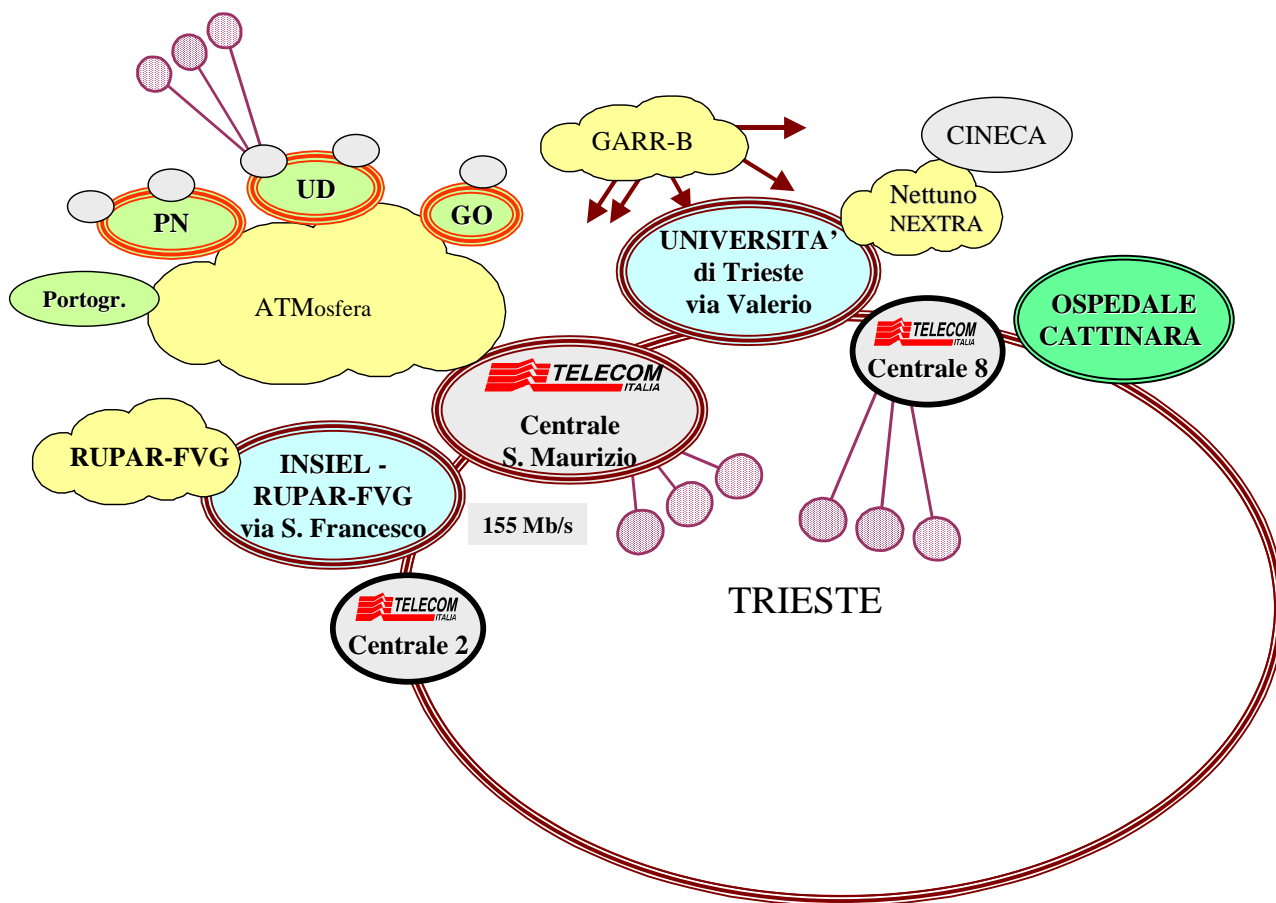 GARR-B
CINECA
UD
PN
GO
Nettuno
NEXTRA
UNIVERSITA’
di Trieste
via Valerio
Portogr.
ATMosfera
OSPEDALE
CATTINARA
TELECOM
ITALIA
Centrale 8
TELECOM
ITALIA
Centrale
S. Maurizio
RUPAR-FVG
INSIEL -
RUPAR-FVG
via S. Francesco
155 Mb/s
TRIESTE
TELECOM
ITALIA
Centrale 2